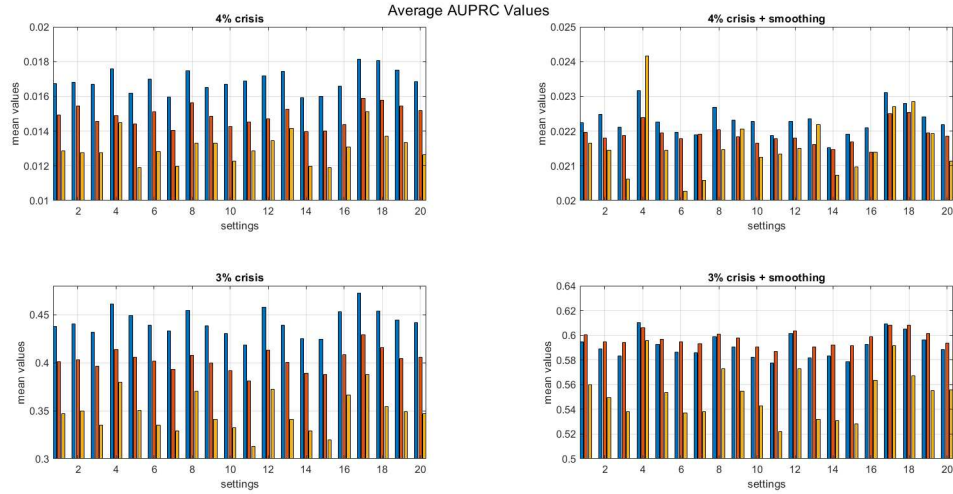 Average AUPRC Values
4% crisis
0.02
0.018
0.016
0.014
0.012
0.01
mean values
2 4 6 8 10 12 14 16 18 20
settings
4% crisis + smoothing
0.025
0.024
0.023
0.022
0.021
0.02
mean values
2 4 6 8 10 12 14 16 18 20
settings
3% crisis
0.45
0.4
0.35
0.3
mean values
2 4 6 8 10 12 14 16 18 20
settings
3% crisis + smoothing
0.64
0.62
0.6
0.58
0.56
0.54
0.52
0.5
mean values
2 4 6 8 10 12 14 16 18 20
settings